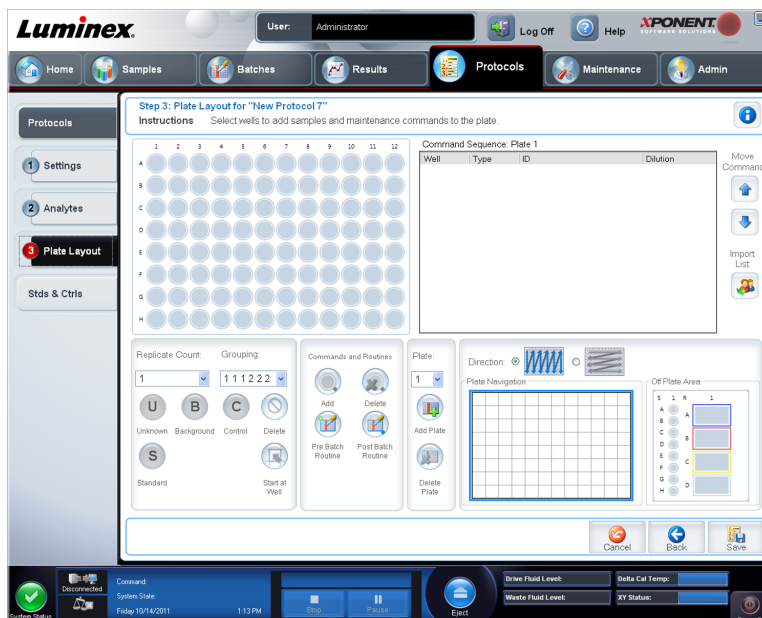 Luminex.
User: Administrator
Log Off
Help
XPONENT.
SOFTWARE SOLUTIONS
Home
Samples
Batches
Results
Protocols
Maintenance
Admin
Protocols
1 Settings
2 Analytes
3 Plate Layout
Stds & Ctrls
Step 3: Plate Layout for "New Protocol 7"
Instructions Select wells to add samples and maintenance commands to the plate.
1 2 3 4 5 6 7 8 9 10 11 12
A
B
C
D
E
F
G
H
Command Sequence: Plate 1
Well Type ID Dilution
Move
Command
Import
List
Replicate Count: Grouping:
1 1 1 1 2 2 2
U B C
Unknown Background Control Delete
S
Standard Start at
Well
Commands and Routines
Add Delete
Pre Batch
Routine
Post Batch
Routine
Plate:
1
Add Plate
Delete
Plate
Direction:
Plate Navigation
Off Plate Area
S 1 R 1
A
B
C
D
E
F
G
H
A
B
C
D
Cancel
Back
Save
System Status
Disconnected
Command:
System State:
Friday 10/14/2011 1:13 PM
Stop
Pause
Eject
Drive Fluid Level:
Waste Fluid Level:
Delta Cal Temp:
XY Status: